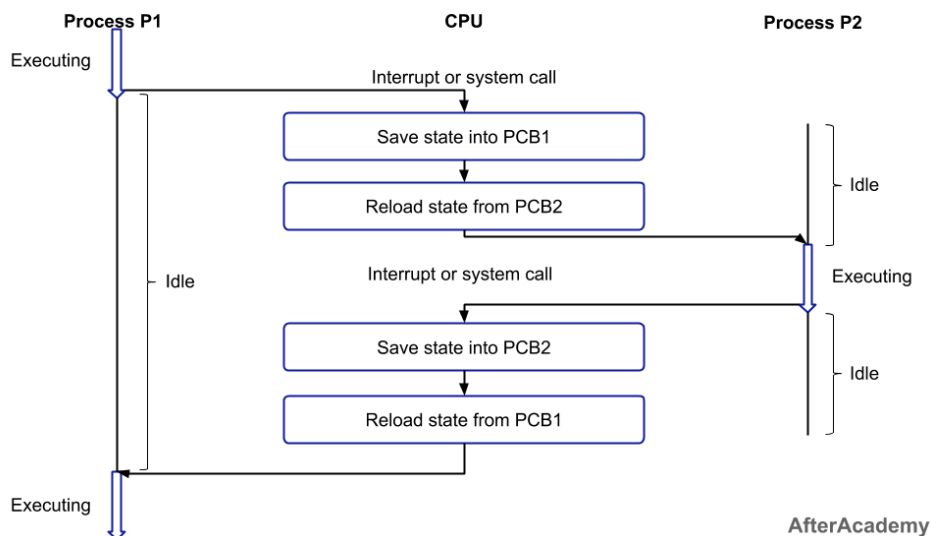 Process P1
CPU
Process P2
Executing
Interrupt or system call
Save state into PCB1
Idle
Reload state from PCB2
Idle
Interrupt or system call
Executing
Save state into PCB2
Idle
Reload state from PCB1
Executing
AfterAcademy